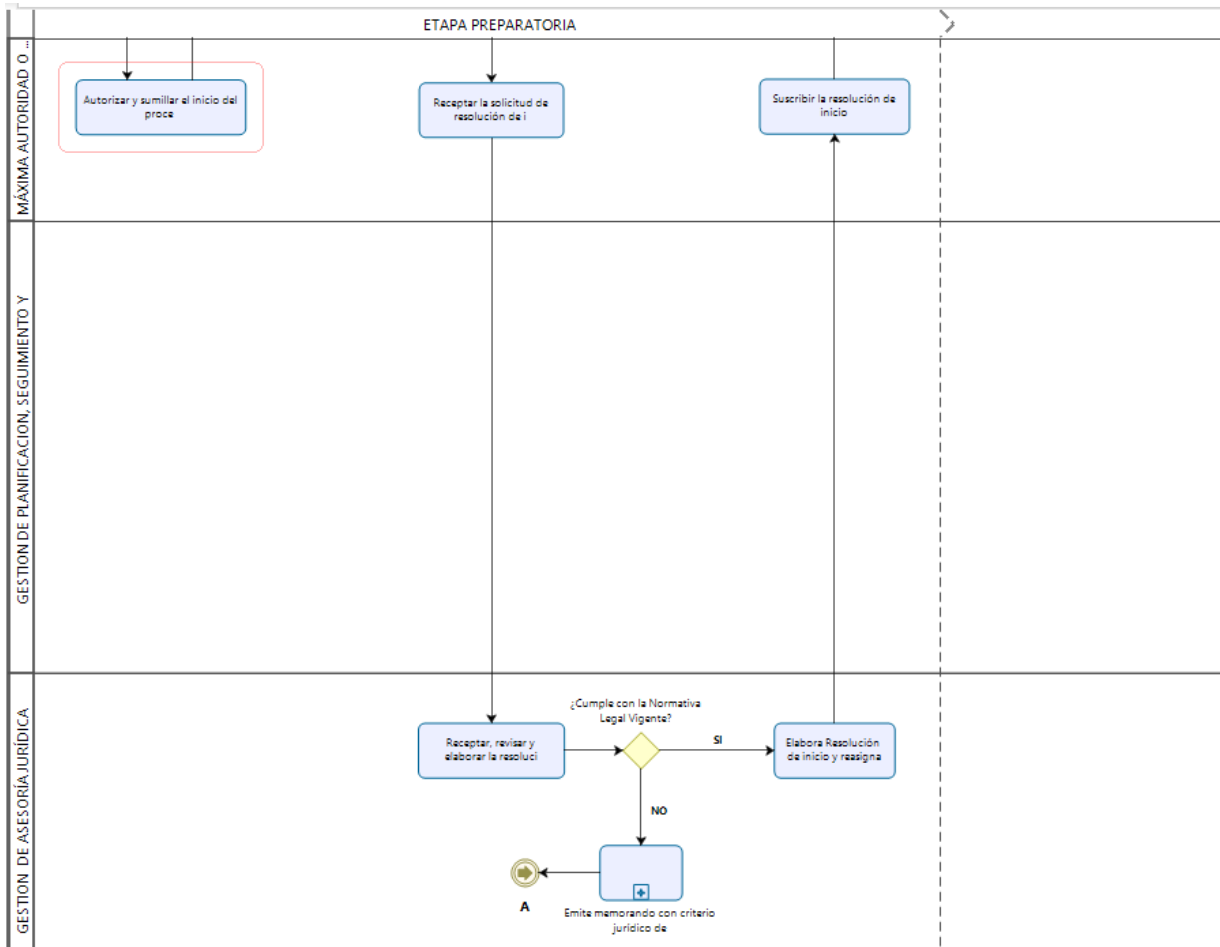 ETAPA PREPARATORIA
MÁXIMA AUTORIDAD O ...
Autorizar y sumillar el inicio del
proce
Receptar la solicitud de
resolución de i
Suscribir la resolución de
inicio
GESTION DE PLANIFICACION, SEGUIMIENTO Y
GESTION DE ASESORÍA JURÍDICA
¿Cumple con la Normativa
Legal Vigente?
Receptar, revisar y
elaborar la resoluci
SI
Elabora Resolución
de inicio y reasigna
NO
A
Emite memorando con criterio
jurídico de